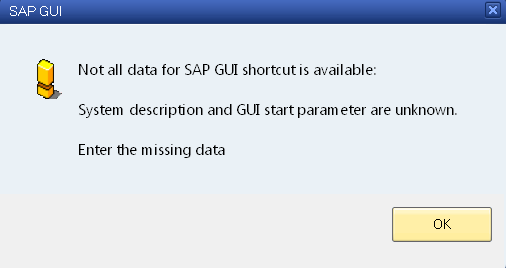 SAP GUI
Not all data for SAP GUI shortcut is available:
System description and GUI start parameter are unknown.
Enter the missing data
OK